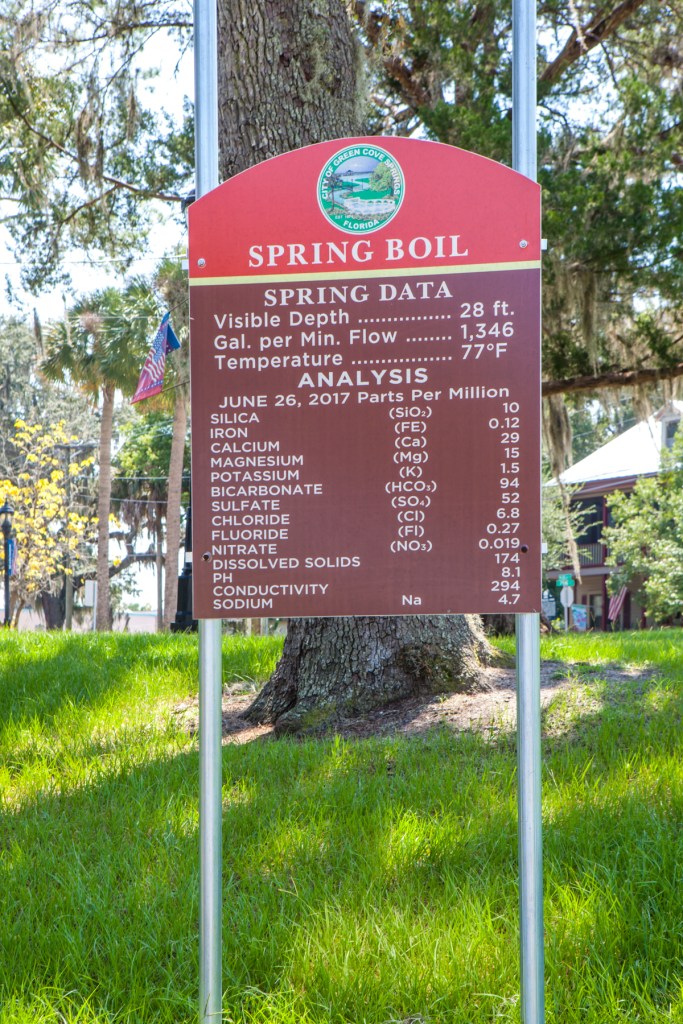 CITY OF GREEN COVE SPRINGS
FLORIDA
SPRING BOIL
SPRING DATA
Visible Depth ................ 28 ft.
Gal. per Min. Flow ........ 1,346
Temperature ................. 77°F
ANALYSIS
JUNE 26, 2017 Parts Per Million
SILICA (SiO₂) 10
IRON (FE) 0.12
CALCIUM (Ca) 29
MAGNESIUM (Mg) 15
POTASSIUM (K) 1.5
BICARBONATE (HCO₃) 94
SULFATE (SO₄) 52
CHLORIDE (Cl) 6.8
FLUORIDE (Fl) 0.27
NITRATE (NO₃) 0.019
DISSOLVED SOLIDS 174
PH 8.1
CONDUCTIVITY 294
SODIUM Na 4.7